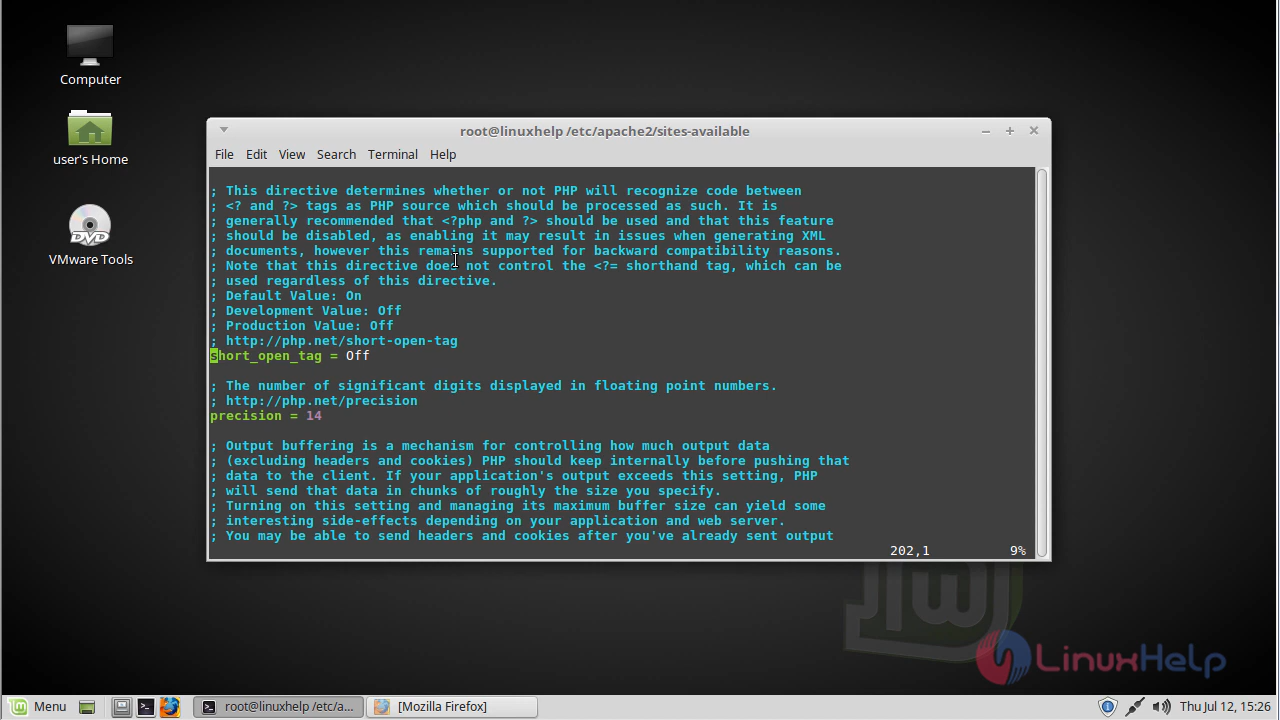 Computer
user's Home
VMware Tools
root@linuxhelp /etc/apache2/sites-available
File Edit View Search Terminal Help
; This directive determines whether or not PHP will recognize code between
; <? and ?> tags as PHP source which should be processed as such. It is
; generally recommended that <?php and ?> should be used and that this feature
; should be disabled, as enabling it may result in issues when generating XML
; documents, however this remains supported for backward compatibility reasons.
; Note that this directive does not control the <?= shorthand tag, which can be
; used regardless of this directive.
; Default Value: On
; Development Value: Off
; Production Value: Off
; http://php.net/short-open-tag
short_open_tag = Off
; The number of significant digits displayed in floating point numbers.
; http://php.net/precision
precision = 14
; Output buffering is a mechanism for controlling how much output data
; (excluding headers and cookies) PHP should keep internally before pushing that
; data to the client. If your application's output exceeds this setting, PHP
; will send that data in chunks of roughly the size you specify.
; Turning on this setting and managing its maximum buffer size can yield some
; interesting side-effects depending on your application and web server.
; You may be able to send headers and cookies after you've already sent output
202,1 9%
LinuxHelp
Menu root@linuxhelp /etc/a... [Mozilla Firefox] Thu Jul 12, 15:26
DVD